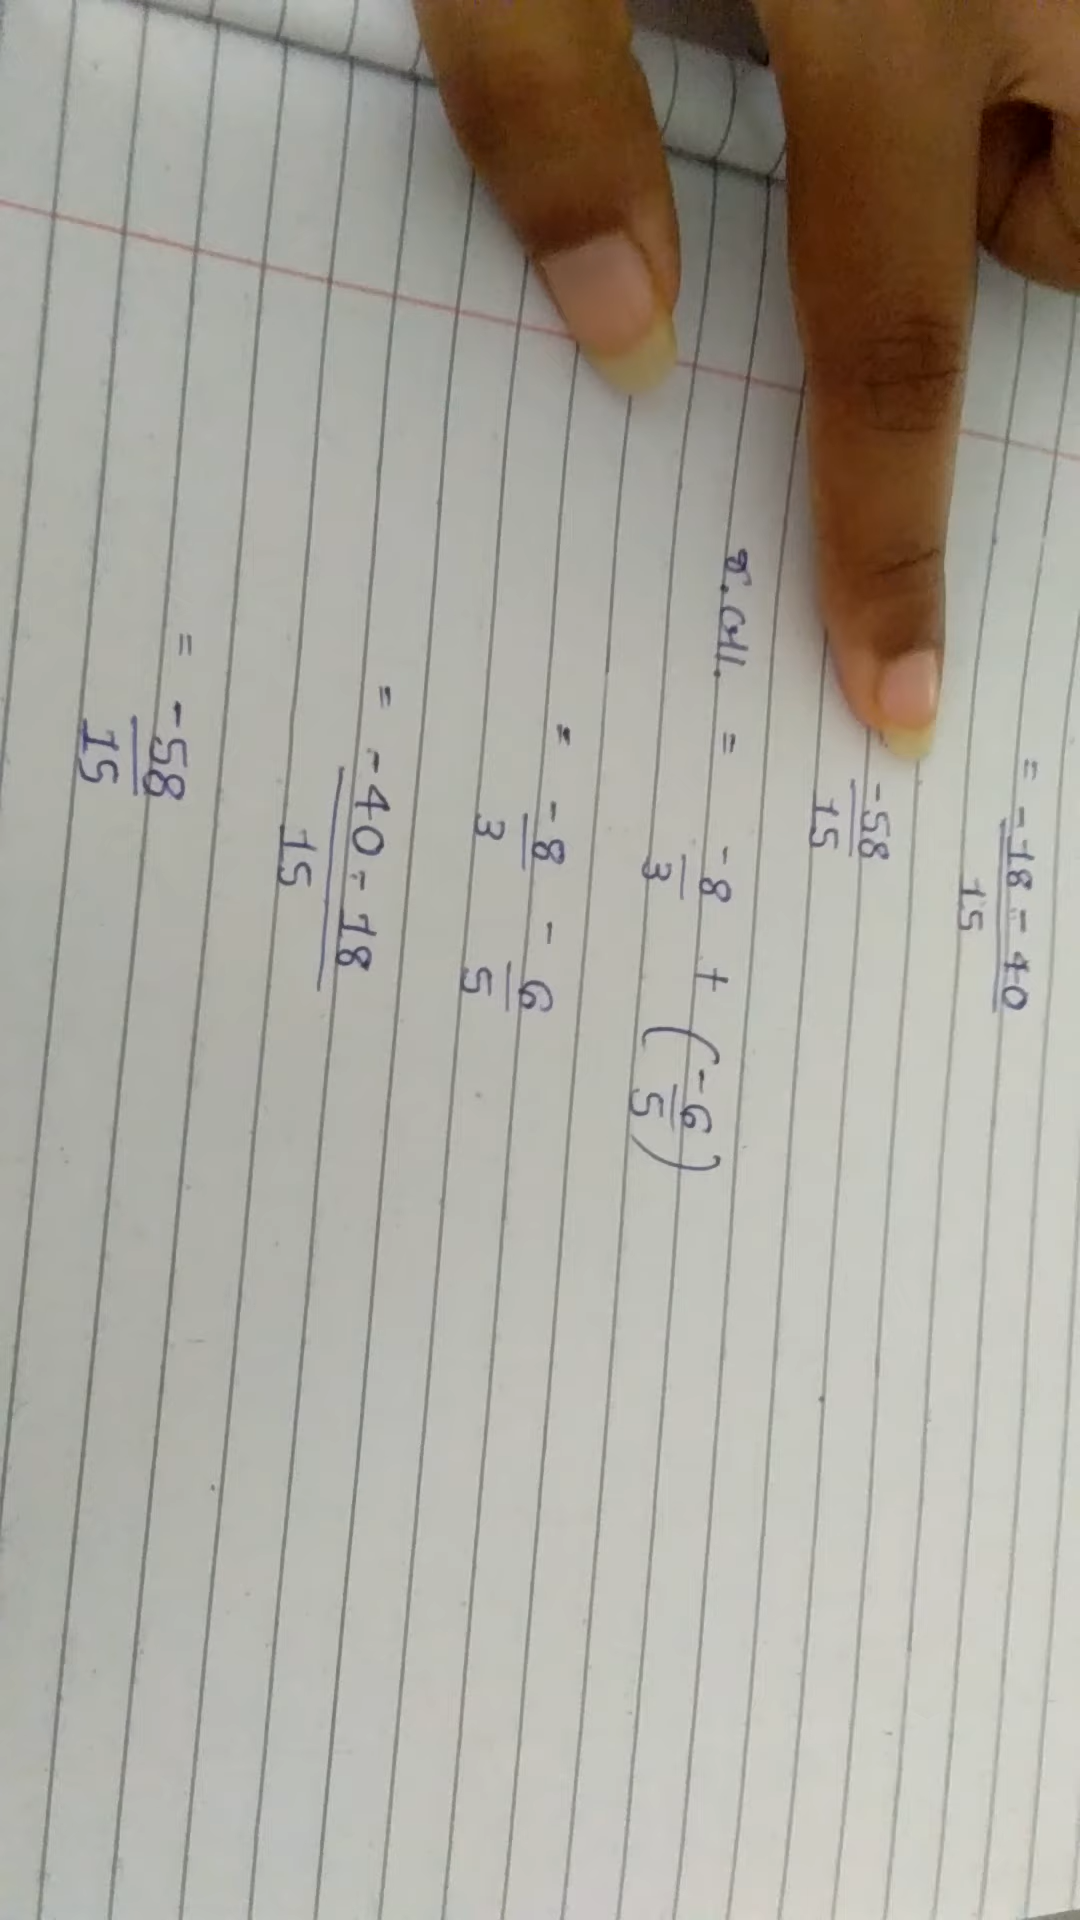 = -18-40/15
-58/15
द. प. = -8/3 + (-6/5)
= -8/3 - 6/5
= -40-18/15
= -58/15